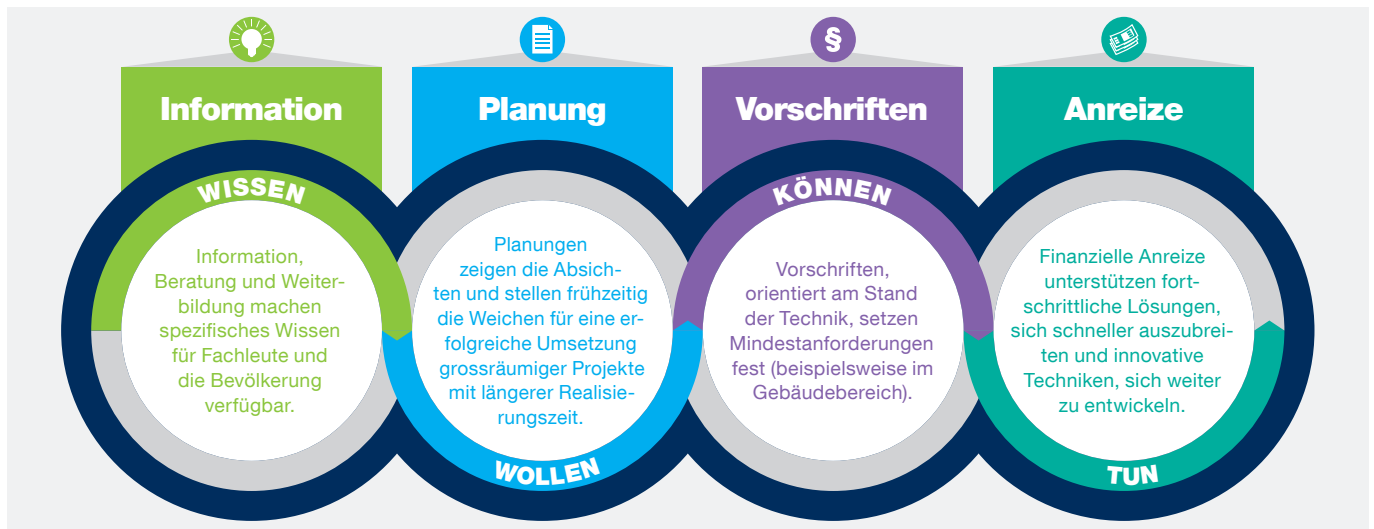 §
Information
WISSEN
Information,
Beratung und Weiter-
bildung machen
spezifisches Wissen
für Fachleute und
die Bevölkerung
verfügbar.
Planung
Planungen
zeigen die Absich-
ten und stellen frühzeitig
die Weichen für eine er-
folgreiche Umsetzung
grossräumiger Projekte
mit längerer Realisie-
rungszeit.
WOLLEN
Vorschriften
KÖNNEN
Vorschriften,
orientiert am Stand
der Technik, setzen
Mindestanforderungen
fest (beispielsweise im
Gebäudebereich).
Anreize
Finanzielle Anreize
unterstützen fort-
schrittliche Lösungen,
sich schneller auszubrei-
ten und innovative
Techniken, sich weiter
zu entwickeln.
TUN